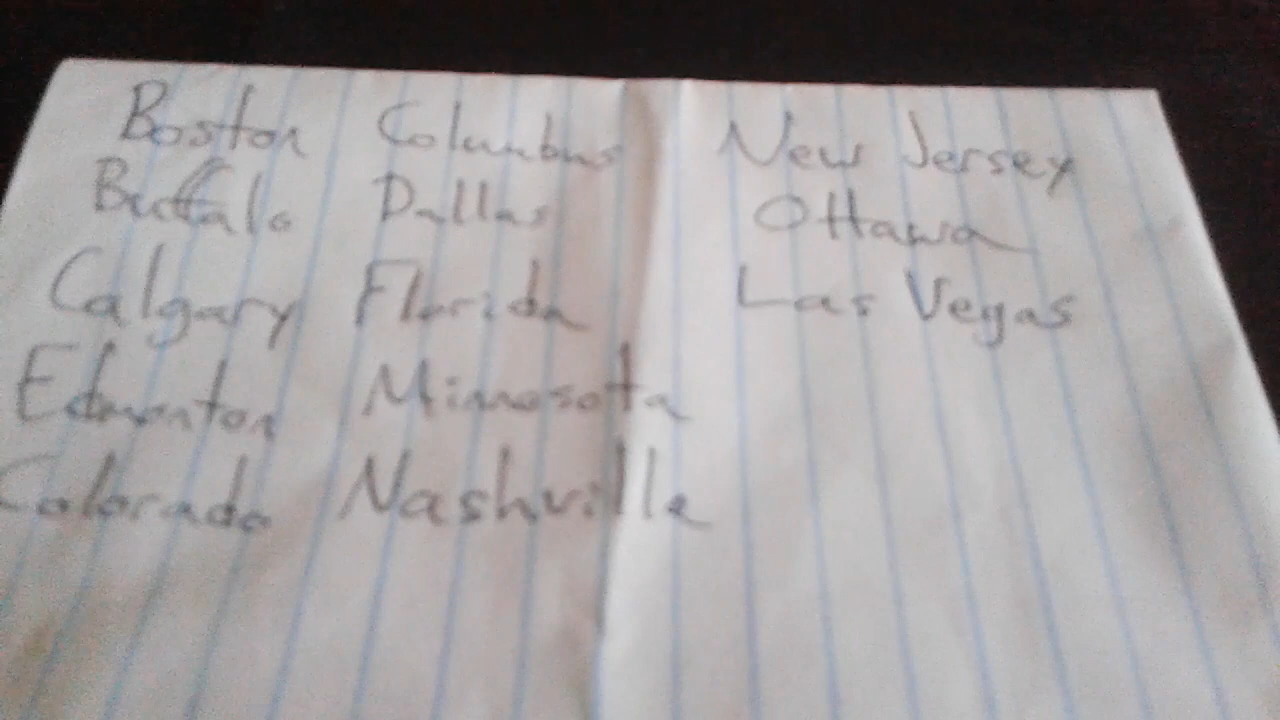 Boston Columbus New Jersey
Buffalo Dallas Ottawa
Calgary Florida Las Vegas
Edmonton Minnesota
Colorado Nashville